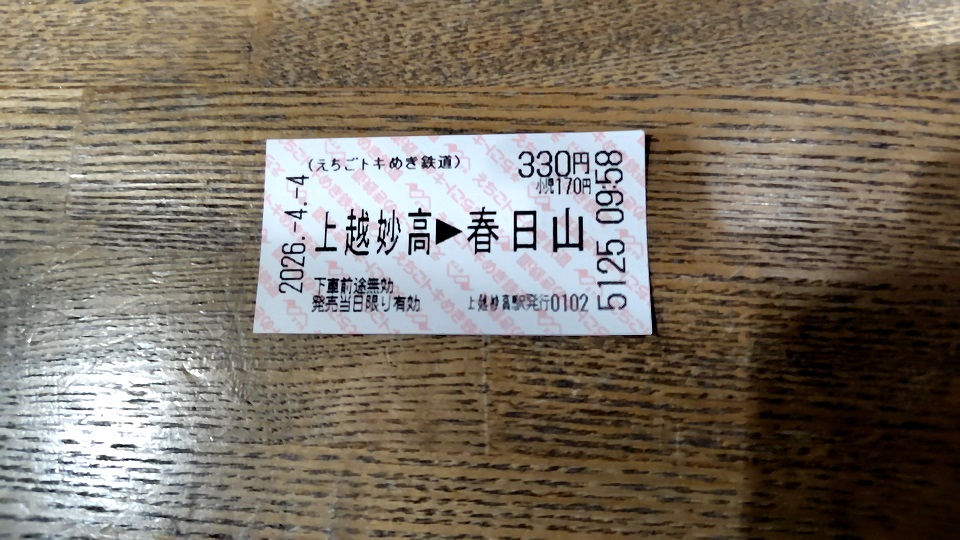 (えちごトキめき鉄道)
330円
小児170円
2026.-4.-4
上越妙高▶春日山
5125 09:58
下車前途無効
発売当日限り有効
上越妙高駅発行0102